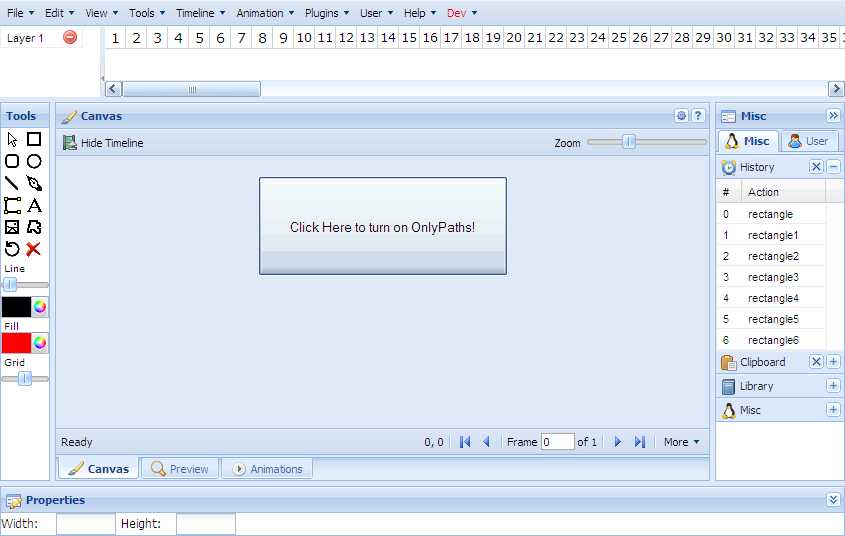 File Edit View Tools Timeline Animation Plugins User Help Dev
Layer 1 1 2 3 4 5 6 7 8 9 10 11 12 13 14 15 16 17 18 19 20 21 22 23 24 25 26 27 28 29 30 31 32 33 34 35
Tools
Line
Fill
Grid
Canvas ?
Hide Timeline Zoom
Click Here to turn on OnlyPaths!
Ready 0, 0 Frame 0 of 1 More
Canvas Preview Animations
Misc
Misc User
History
# Action
0 rectangle
1 rectangle1
2 rectangle2
3 rectangle3
4 rectangle4
5 rectangle5
6 rectangle6
Clipboard
Library
Misc
Properties
Width: Height: